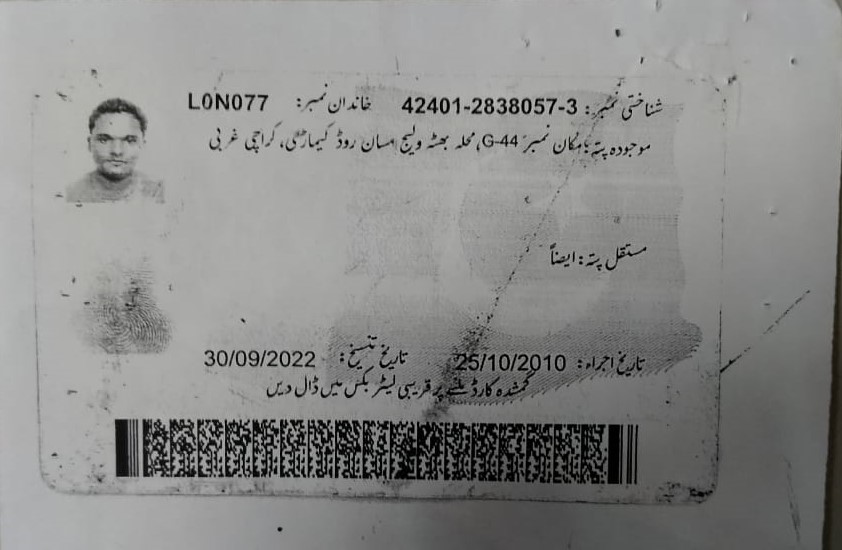 شناختی نمبر: 42401-2838057-3 خاندان نمبر: L0N077
موجودہ پتہ: مکان نمبر G-44، محلہ بھٹہ ولیج امسان روڈ کیماڑی، کراچی غربی
مستقل پتہ: ایضاً
تاریخ اجراء: 25/10/2010 تاریخ تنسیخ: 30/09/2022
گمشدہ کارڈ ملنے پر قریبی لیٹر بکس میں ڈال دیں